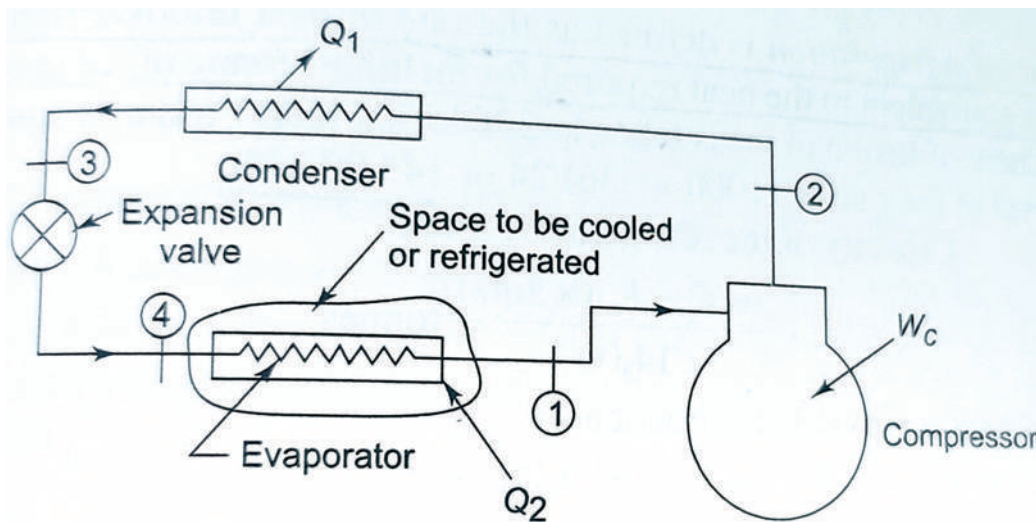 Q1
3
Condenser
2
Expansion
valve
Space to be cooled
or refrigerated
4
WC
1
Compressor
Evaporator
Q2